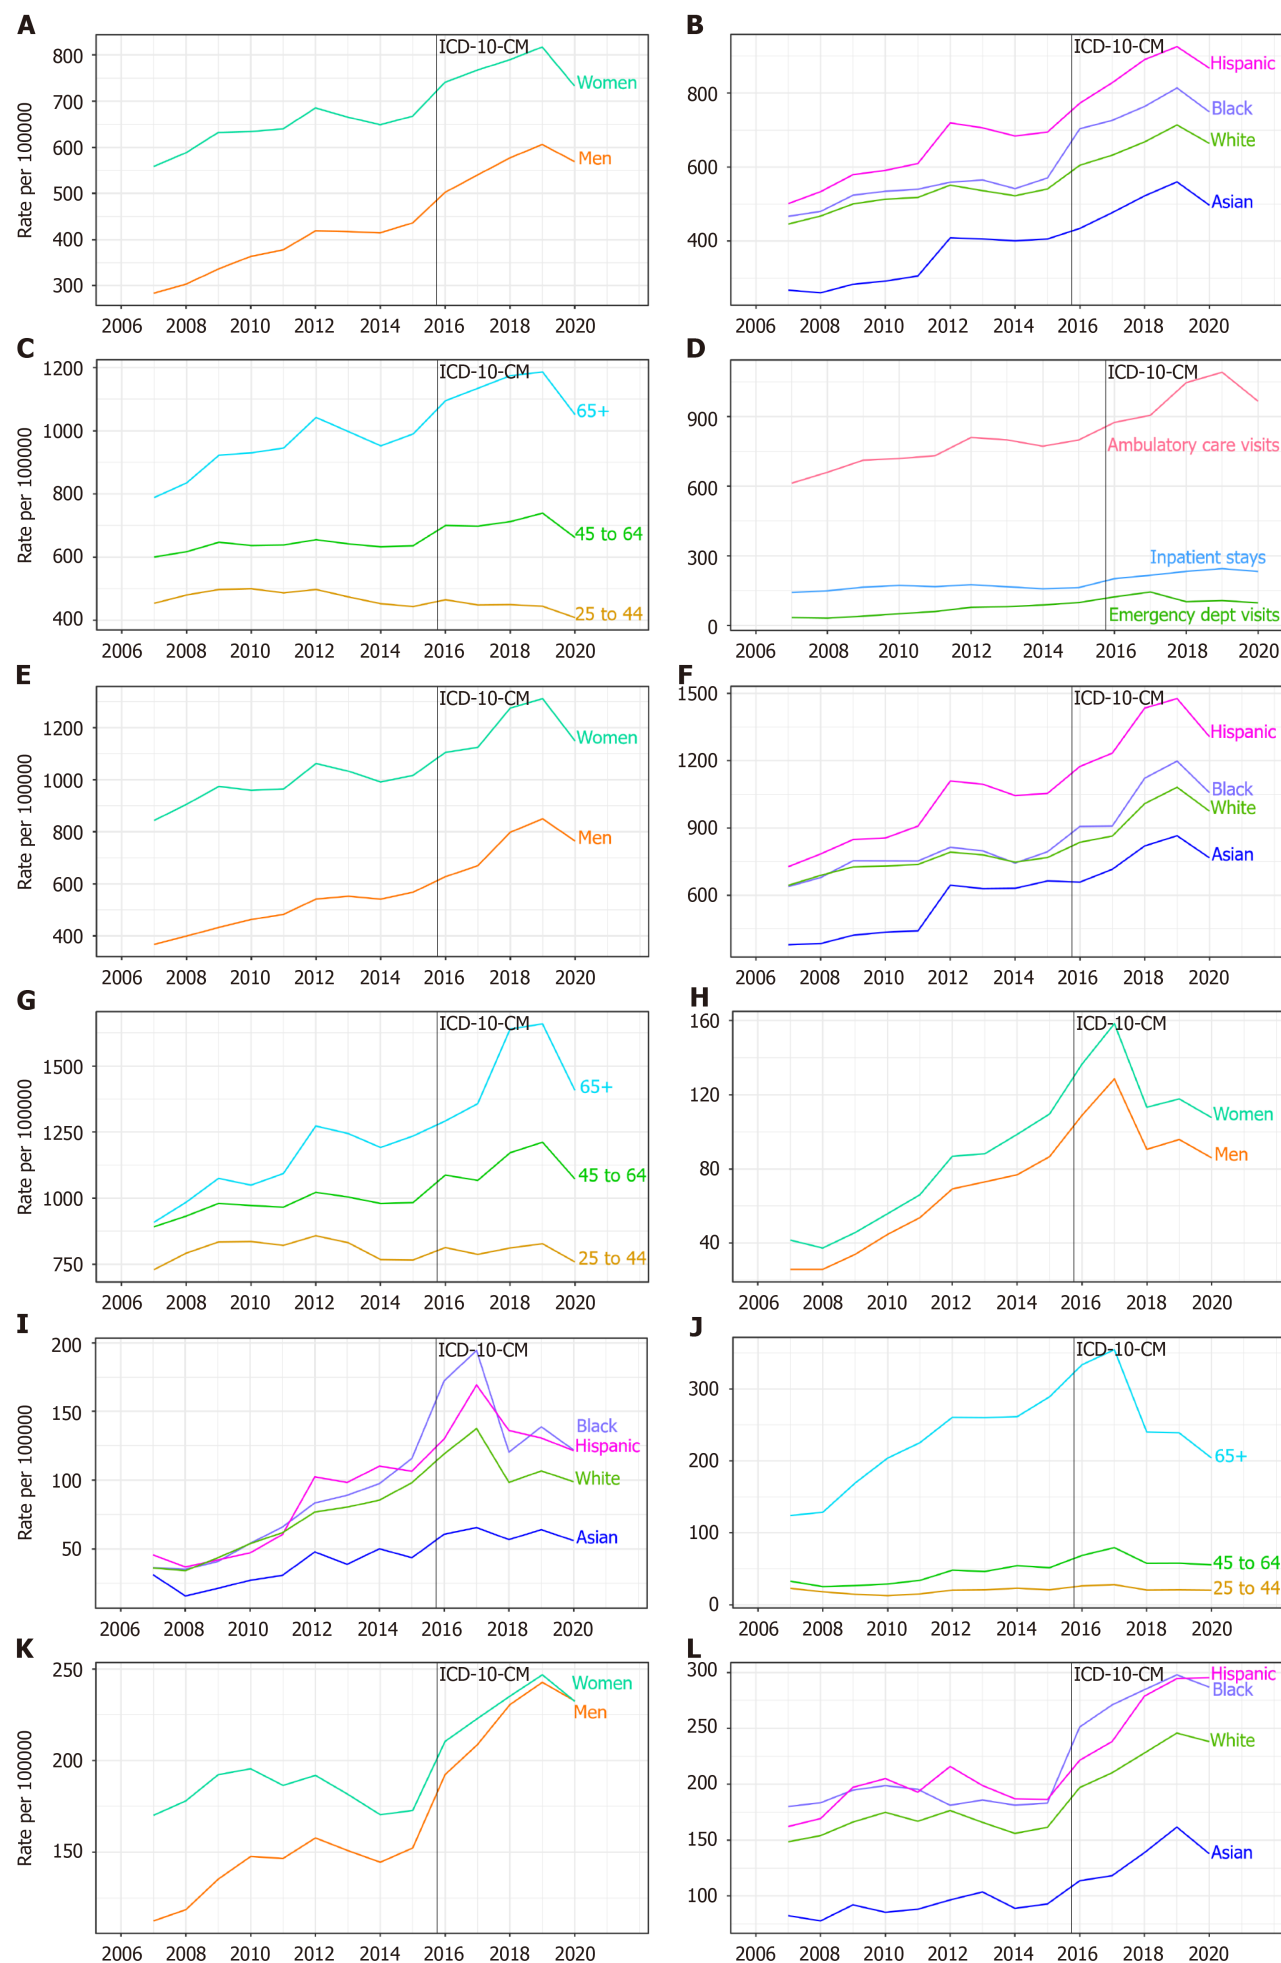 A
ICD-10-CM
800
700
600
500
400
300
Rate per 100000
Women
Men
2006 2008 2010 2012 2014 2016 2018 2020
B
ICD-10-CM
800
600
400
Hispanic
Black
White
Asian
2006 2008 2010 2012 2014 2016 2018 2020
C
ICD-10-CM
1200
1000
800
600
400
Rate per 100000
65+
45 to 64
25 to 44
2006 2008 2010 2012 2014 2016 2018 2020
D
ICD-10-CM
900
600
300
0
Ambulatory care visits
Inpatient stays
Emergency dept visits
2006 2008 2010 2012 2014 2016 2018 2020
E
ICD-10-CM
1200
1000
800
600
400
Rate per 100000
Women
Men
2006 2008 2010 2012 2014 2016 2018 2020
F
ICD-10-CM
1500
1200
900
600
Hispanic
Black
White
Asian
2006 2008 2010 2012 2014 2016 2018 2020
G
ICD-10-CM
1500
1250
1000
750
Rate per 100000
65+
45 to 64
25 to 44
2006 2008 2010 2012 2014 2016 2018 2020
H
ICD-10-CM
160
120
80
40
Women
Men
2006 2008 2010 2012 2014 2016 2018 2020
I
ICD-10-CM
200
150
100
50
Rate per 100000
Black
Hispanic
White
Asian
2006 2008 2010 2012 2014 2016 2018 2020
J
ICD-10-CM
300
200
100
0
65+
45 to 64
25 to 44
2006 2008 2010 2012 2014 2016 2018 2020
K
ICD-10-CM
250
200
150
Rate per 100000
Women
Men
2006 2008 2010 2012 2014 2016 2018 2020
L
ICD-10-CM
300
250
200
150
100
Hispanic
Black
White
Asian
2006 2008 2010 2012 2014 2016 2018 2020